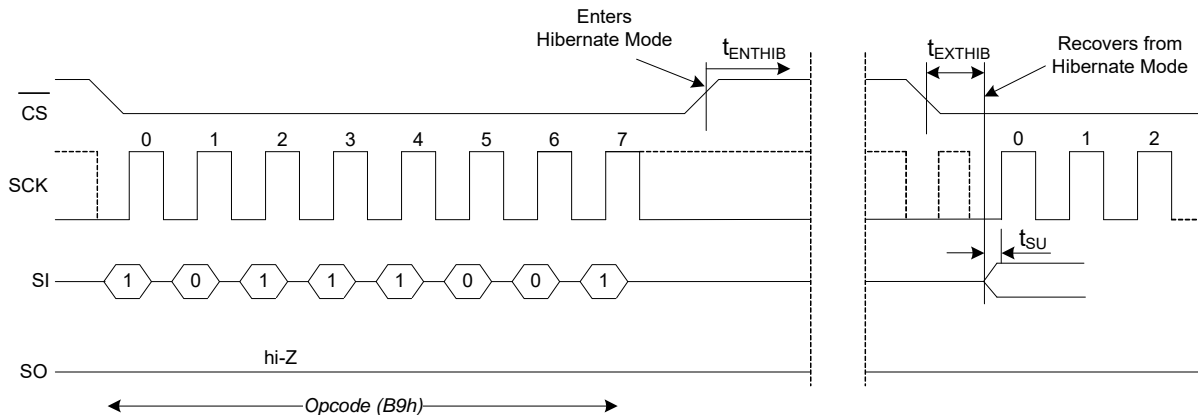 Enters
Hibernate Mode
tENTHIB
tEXTHIB
Recovers from
Hibernate Mode
CS
0 1 2 3 4 5 6 7 0 1 2
SCK
tSU
SI 1 0 1 1 1 0 0 1
hi-Z
SO
Opcode (B9h)